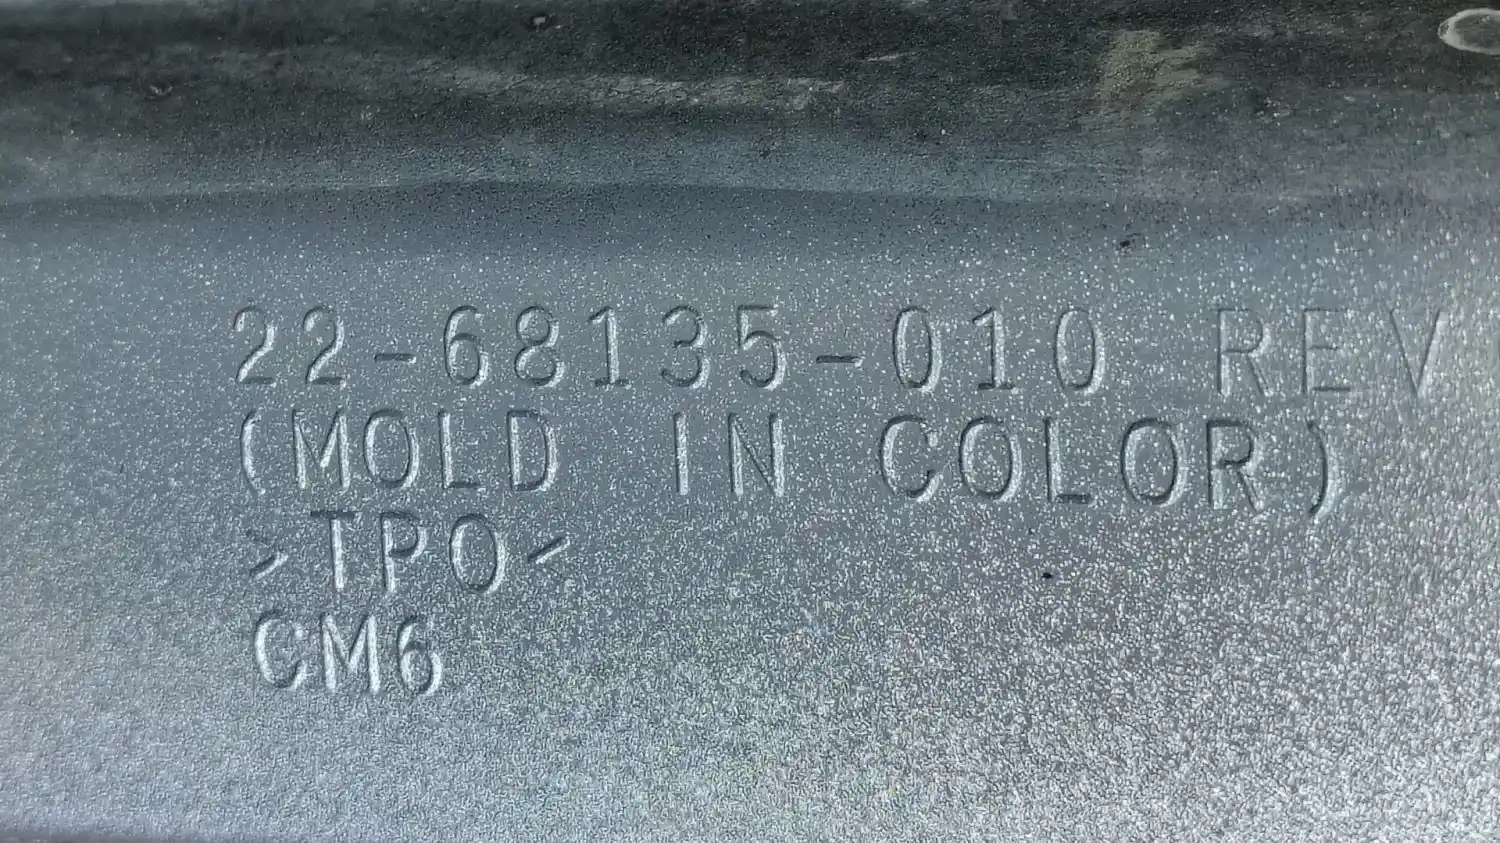 22-68135-010 REV
(MOLD IN COLOR)
>TPO<
CM6